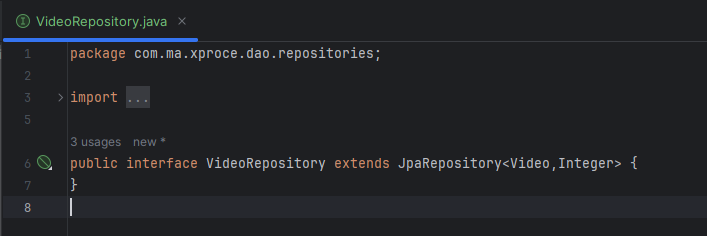 VideoRepository.java
1 package com.ma.xproce.dao.repositories;
2
3 import ...
5
3 usages new *
6 public interface VideoRepository extends JpaRepository<Video,Integer> {
7 }
8